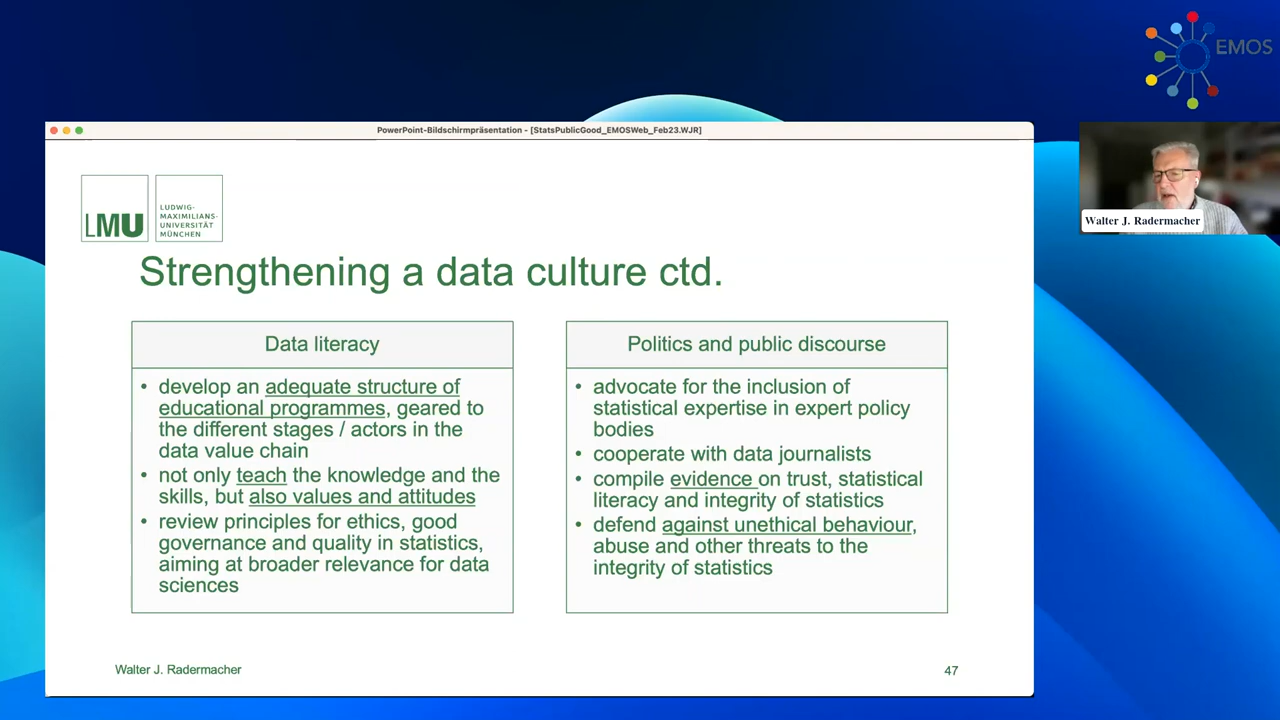 EMOS
PowerPoint-Bildschirmpräsentation - [StatsPublicGood_EMOSWeb_Feb23.WJR]
LMU
LUDWIG-
MAXIMILIANS-
UNIVERSITÄT
MÜNCHEN
Walter J. Radermacher
Strengthening a data culture ctd.
Data literacy
• develop an adequate structure of
educational programmes, geared to
the different stages / actors in the
data value chain
• not only teach the knowledge and the
skills, but also values and attitudes
• review principles for ethics, good
governance and quality in statistics,
aiming at broader relevance for data
sciences
Politics and public discourse
• advocate for the inclusion of
statistical expertise in expert policy
bodies
• cooperate with data journalists
• compile evidence on trust, statistical
literacy and integrity of statistics
• defend against unethical behaviour,
abuse and other threats to the
integrity of statistics
Walter J. Radermacher
47